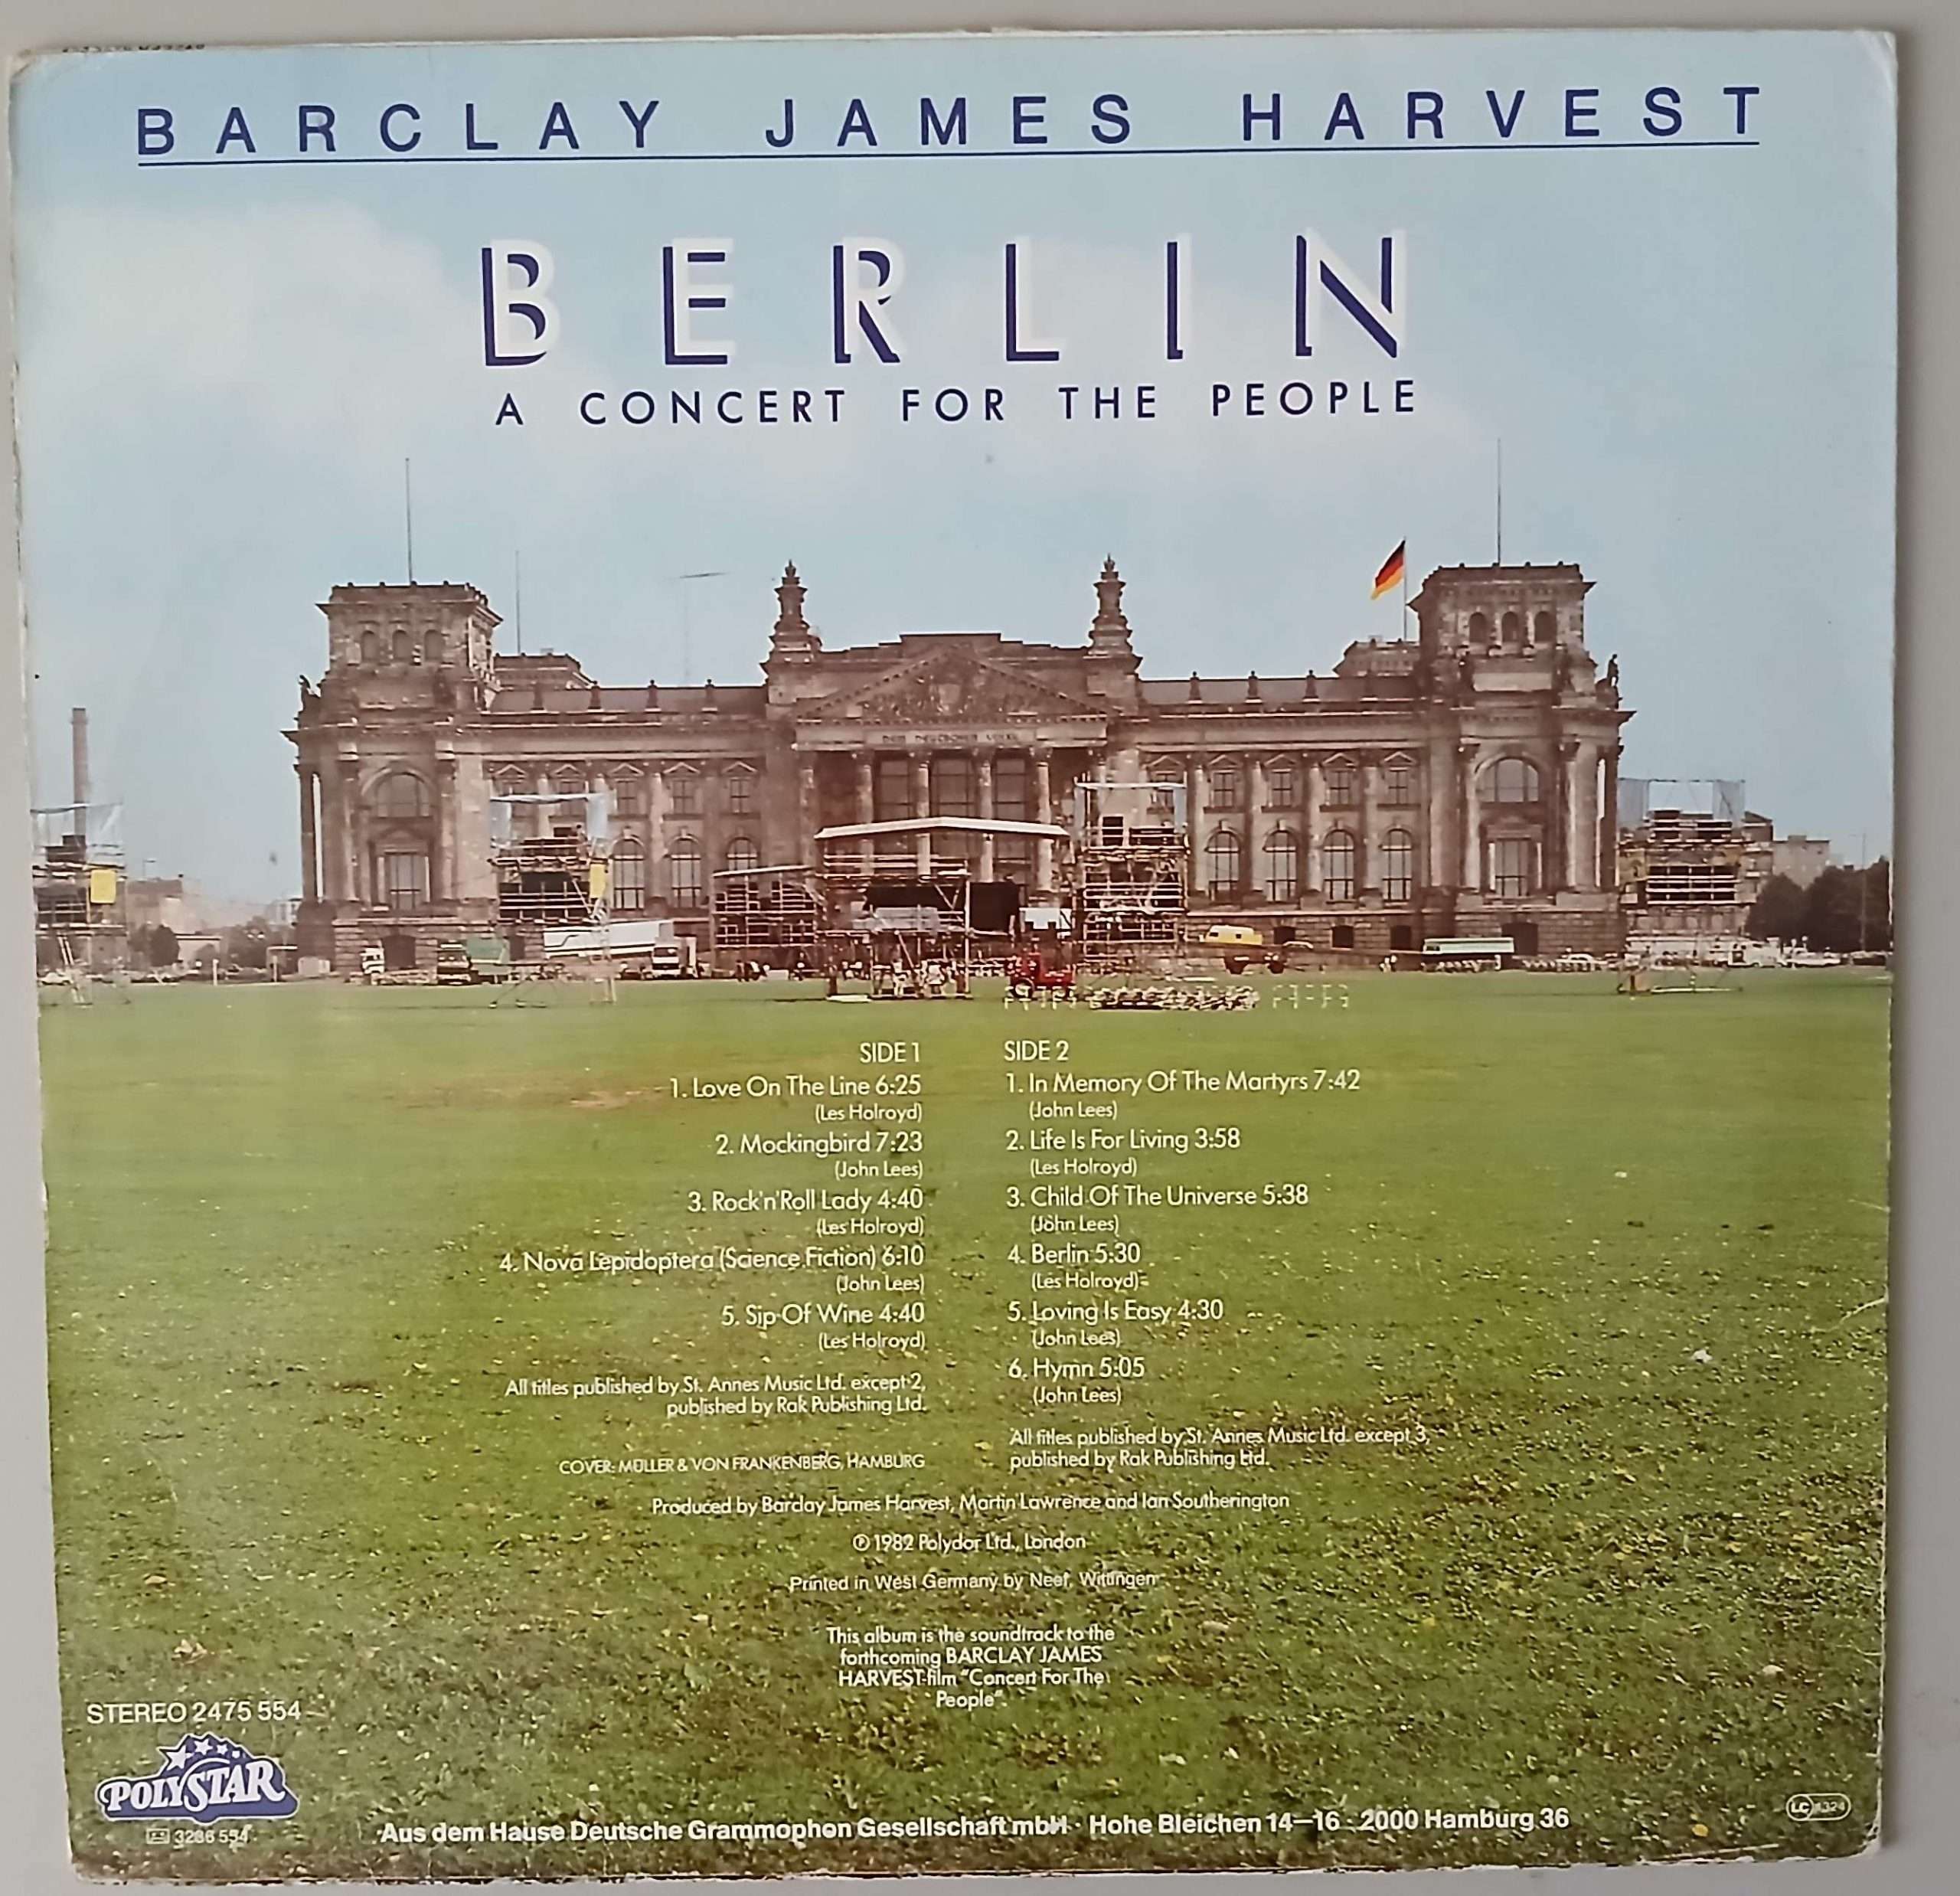 BARCLAY JAMES HARVEST
BERLIN
A CONCERT FOR THE PEOPLE
DEM DEUTSCHEN VOLKE
SIDE 1
1. Love On The Line 6:25
(Les Holroyd)
2. Mockingbird 7:23
(John Lees)
3. Rock'n'Roll Lady 4:40
(Les Holroyd)
4. Nova Lepidoptera (Science Fiction) 6:10
(John Lees)
5. Sip Of Wine 4:40
(Les Holroyd)
All titles published by St. Annes Music Ltd. except 2,
published by Rak Publishing Ltd.
COVER: MÜLLER & VON FRANKENBERG, HAMBURG
SIDE 2
1. In Memory Of The Martyrs 7:42
(John Lees)
2. Life Is For Living 3:58
(Les Holroyd)
3. Child Of The Universe 5:38
(John Lees)
4. Berlin 5:30
(Les Holroyd)
5. Loving Is Easy 4:30
(John Lees)
6. Hymn 5:05
(John Lees)
All titles published by St. Annes Music Ltd. except 3,
published by Rak Publishing Ltd.
Produced by Barclay James Harvest, Martin Lawrence and Ian Southerington
℗ 1982 Polydor Ltd., London
Printed in West Germany by Neef, Wittingen
This album is the soundtrack to the
forthcoming BARCLAY JAMES
HARVEST-film "Concert For The
People".
STEREO 2475 554
POLYSTAR
3286 554
Aus dem Hause Deutsche Grammophon Gesellschaft mbH · Hohe Bleichen 14–16 · 2000 Hamburg 36
LC